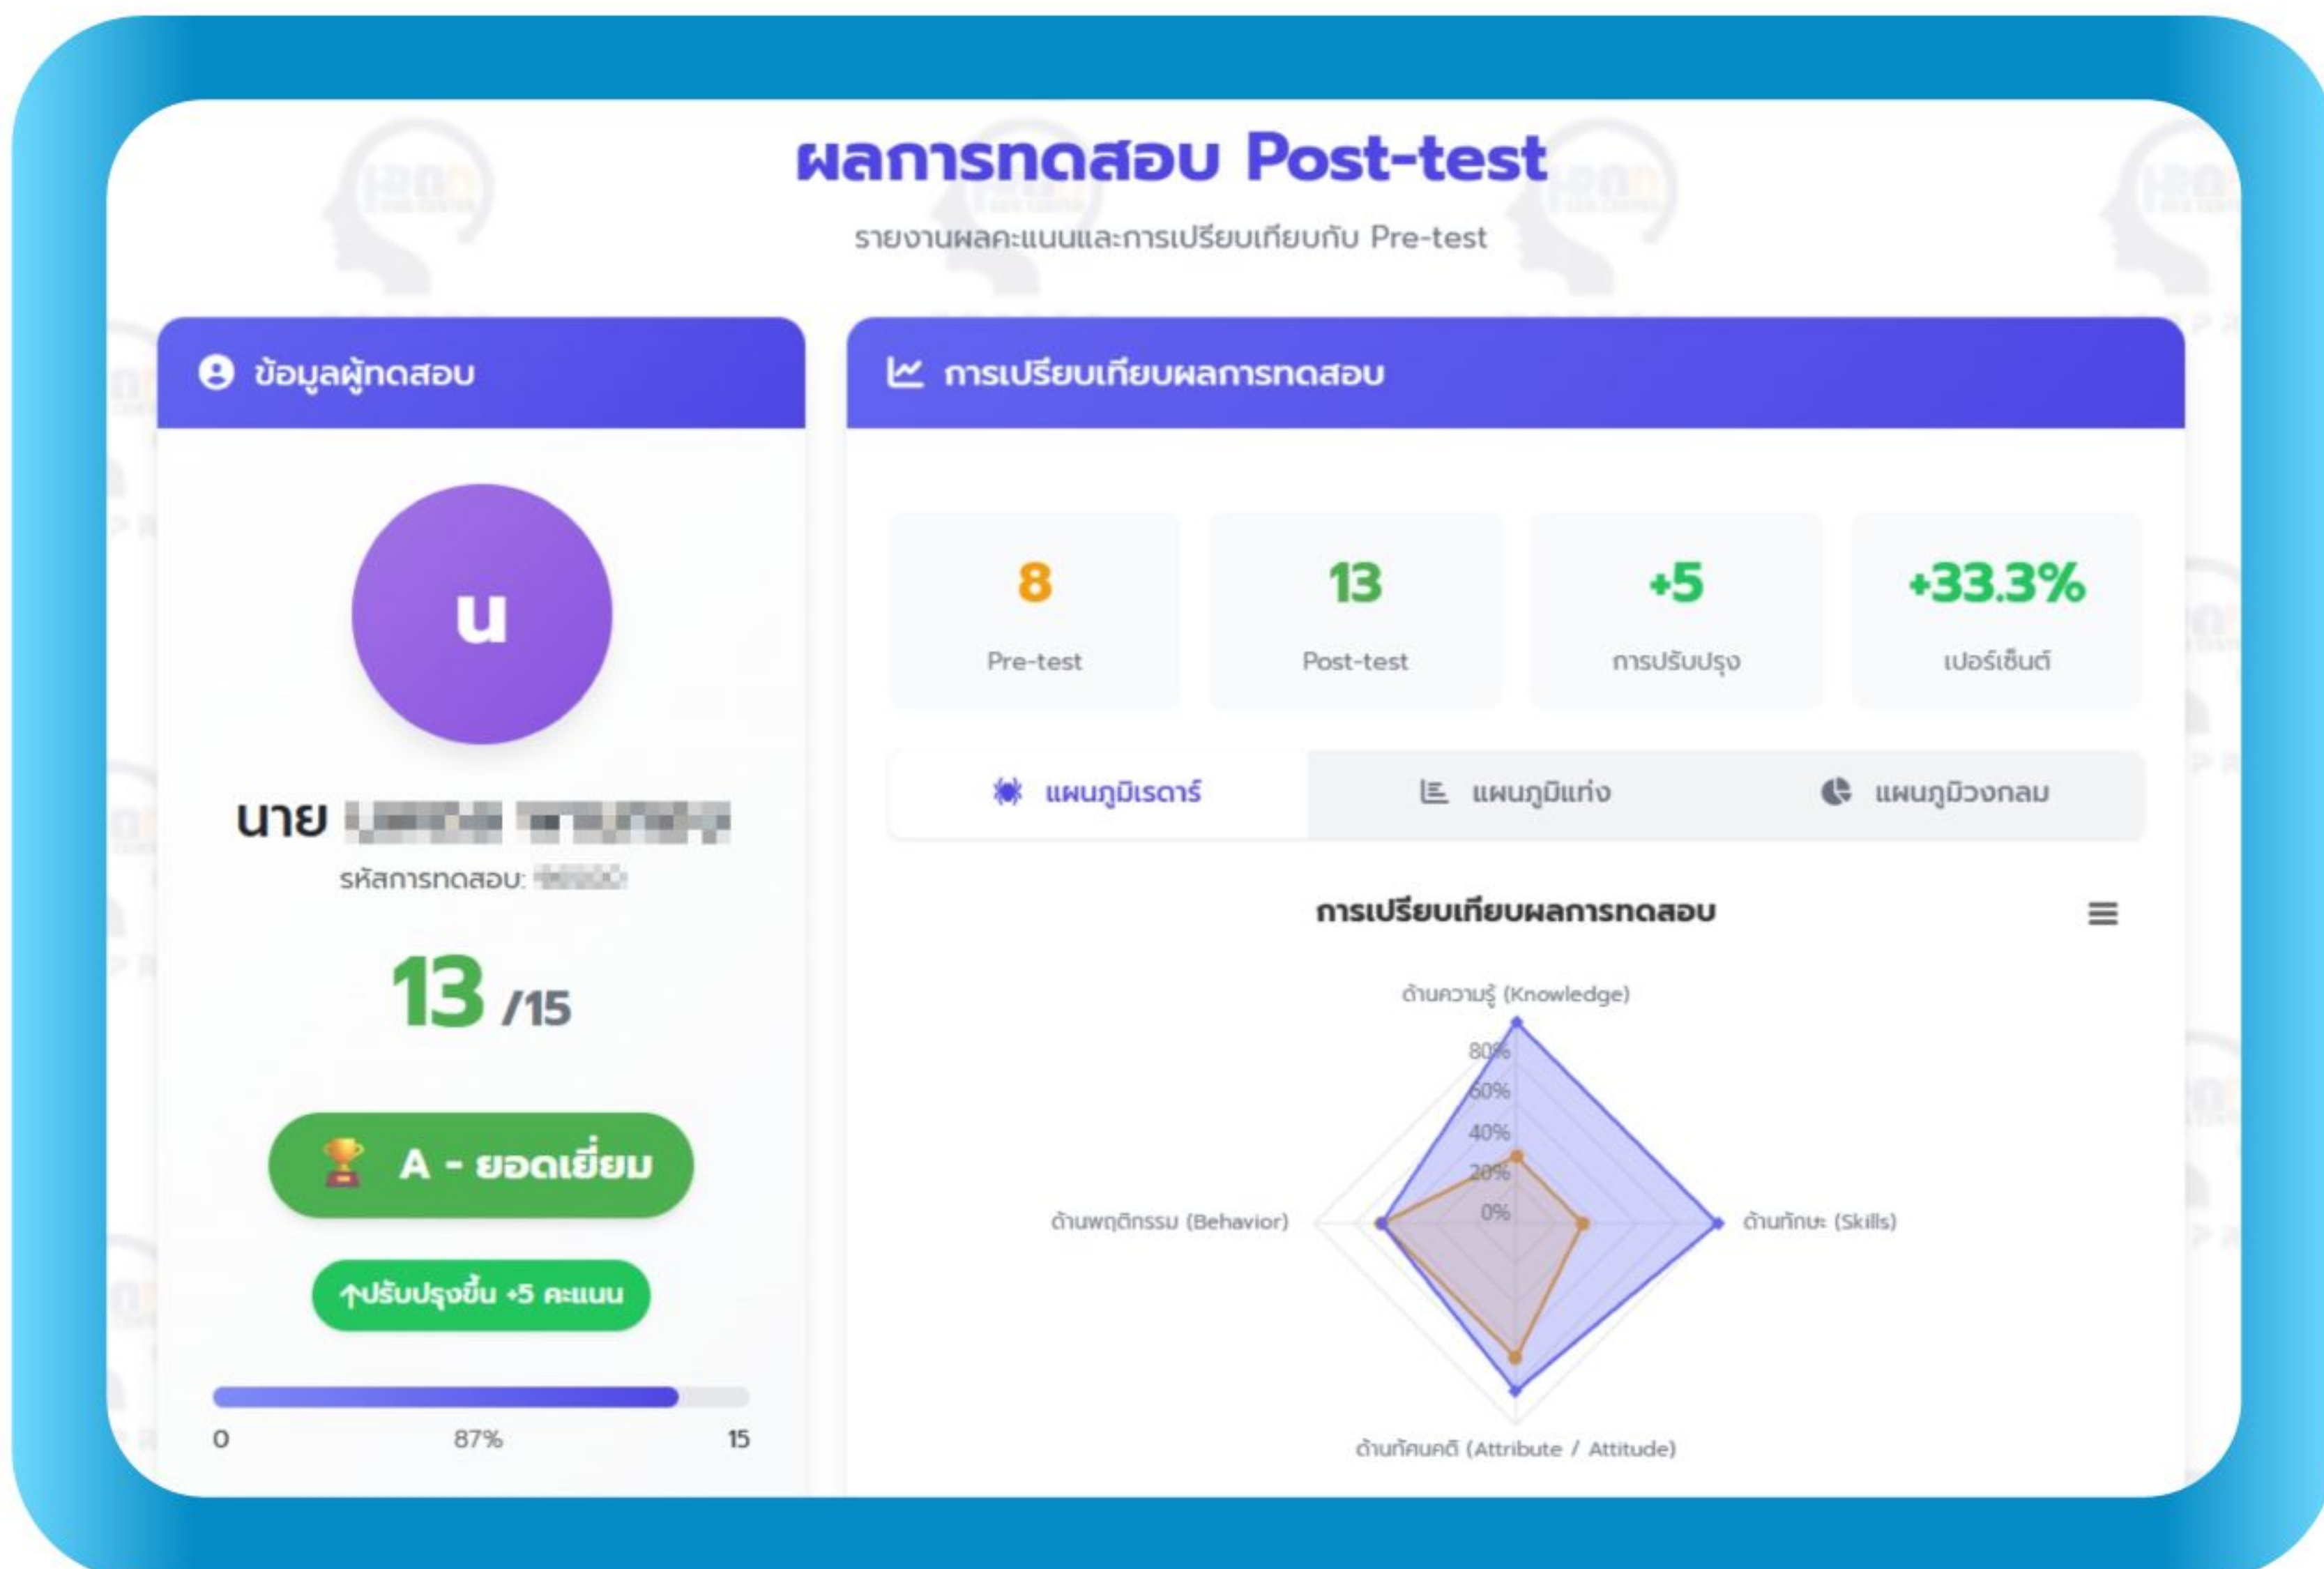 ผลการทดสอบ Post-test
รายงานผลคะแนนและการเปรียบเทียบกับ Pre-test
ข้อมูลผู้ทดสอบ
น
นาย
รหัสการทดสอบ:
13 /15
A - ยอดเยี่ยม
↑ปรับปรุงขึ้น +5 คะแนน
0 87% 15
การเปรียบเทียบผลการทดสอบ
8 13 +5 +33.3%
Pre-test Post-test การปรับปรุง เปอร์เซ็นต์
แผนภูมิเรดาร์ แผนภูมิแท่ง แผนภูมิวงกลม
การเปรียบเทียบผลการทดสอบ
ด้านความรู้ (Knowledge)
80%
60%
40%
20%
0%
ด้านพฤติกรรม (Behavior) ด้านทักษะ (Skills)
ด้านทัศนคติ (Attribute / Attitude)